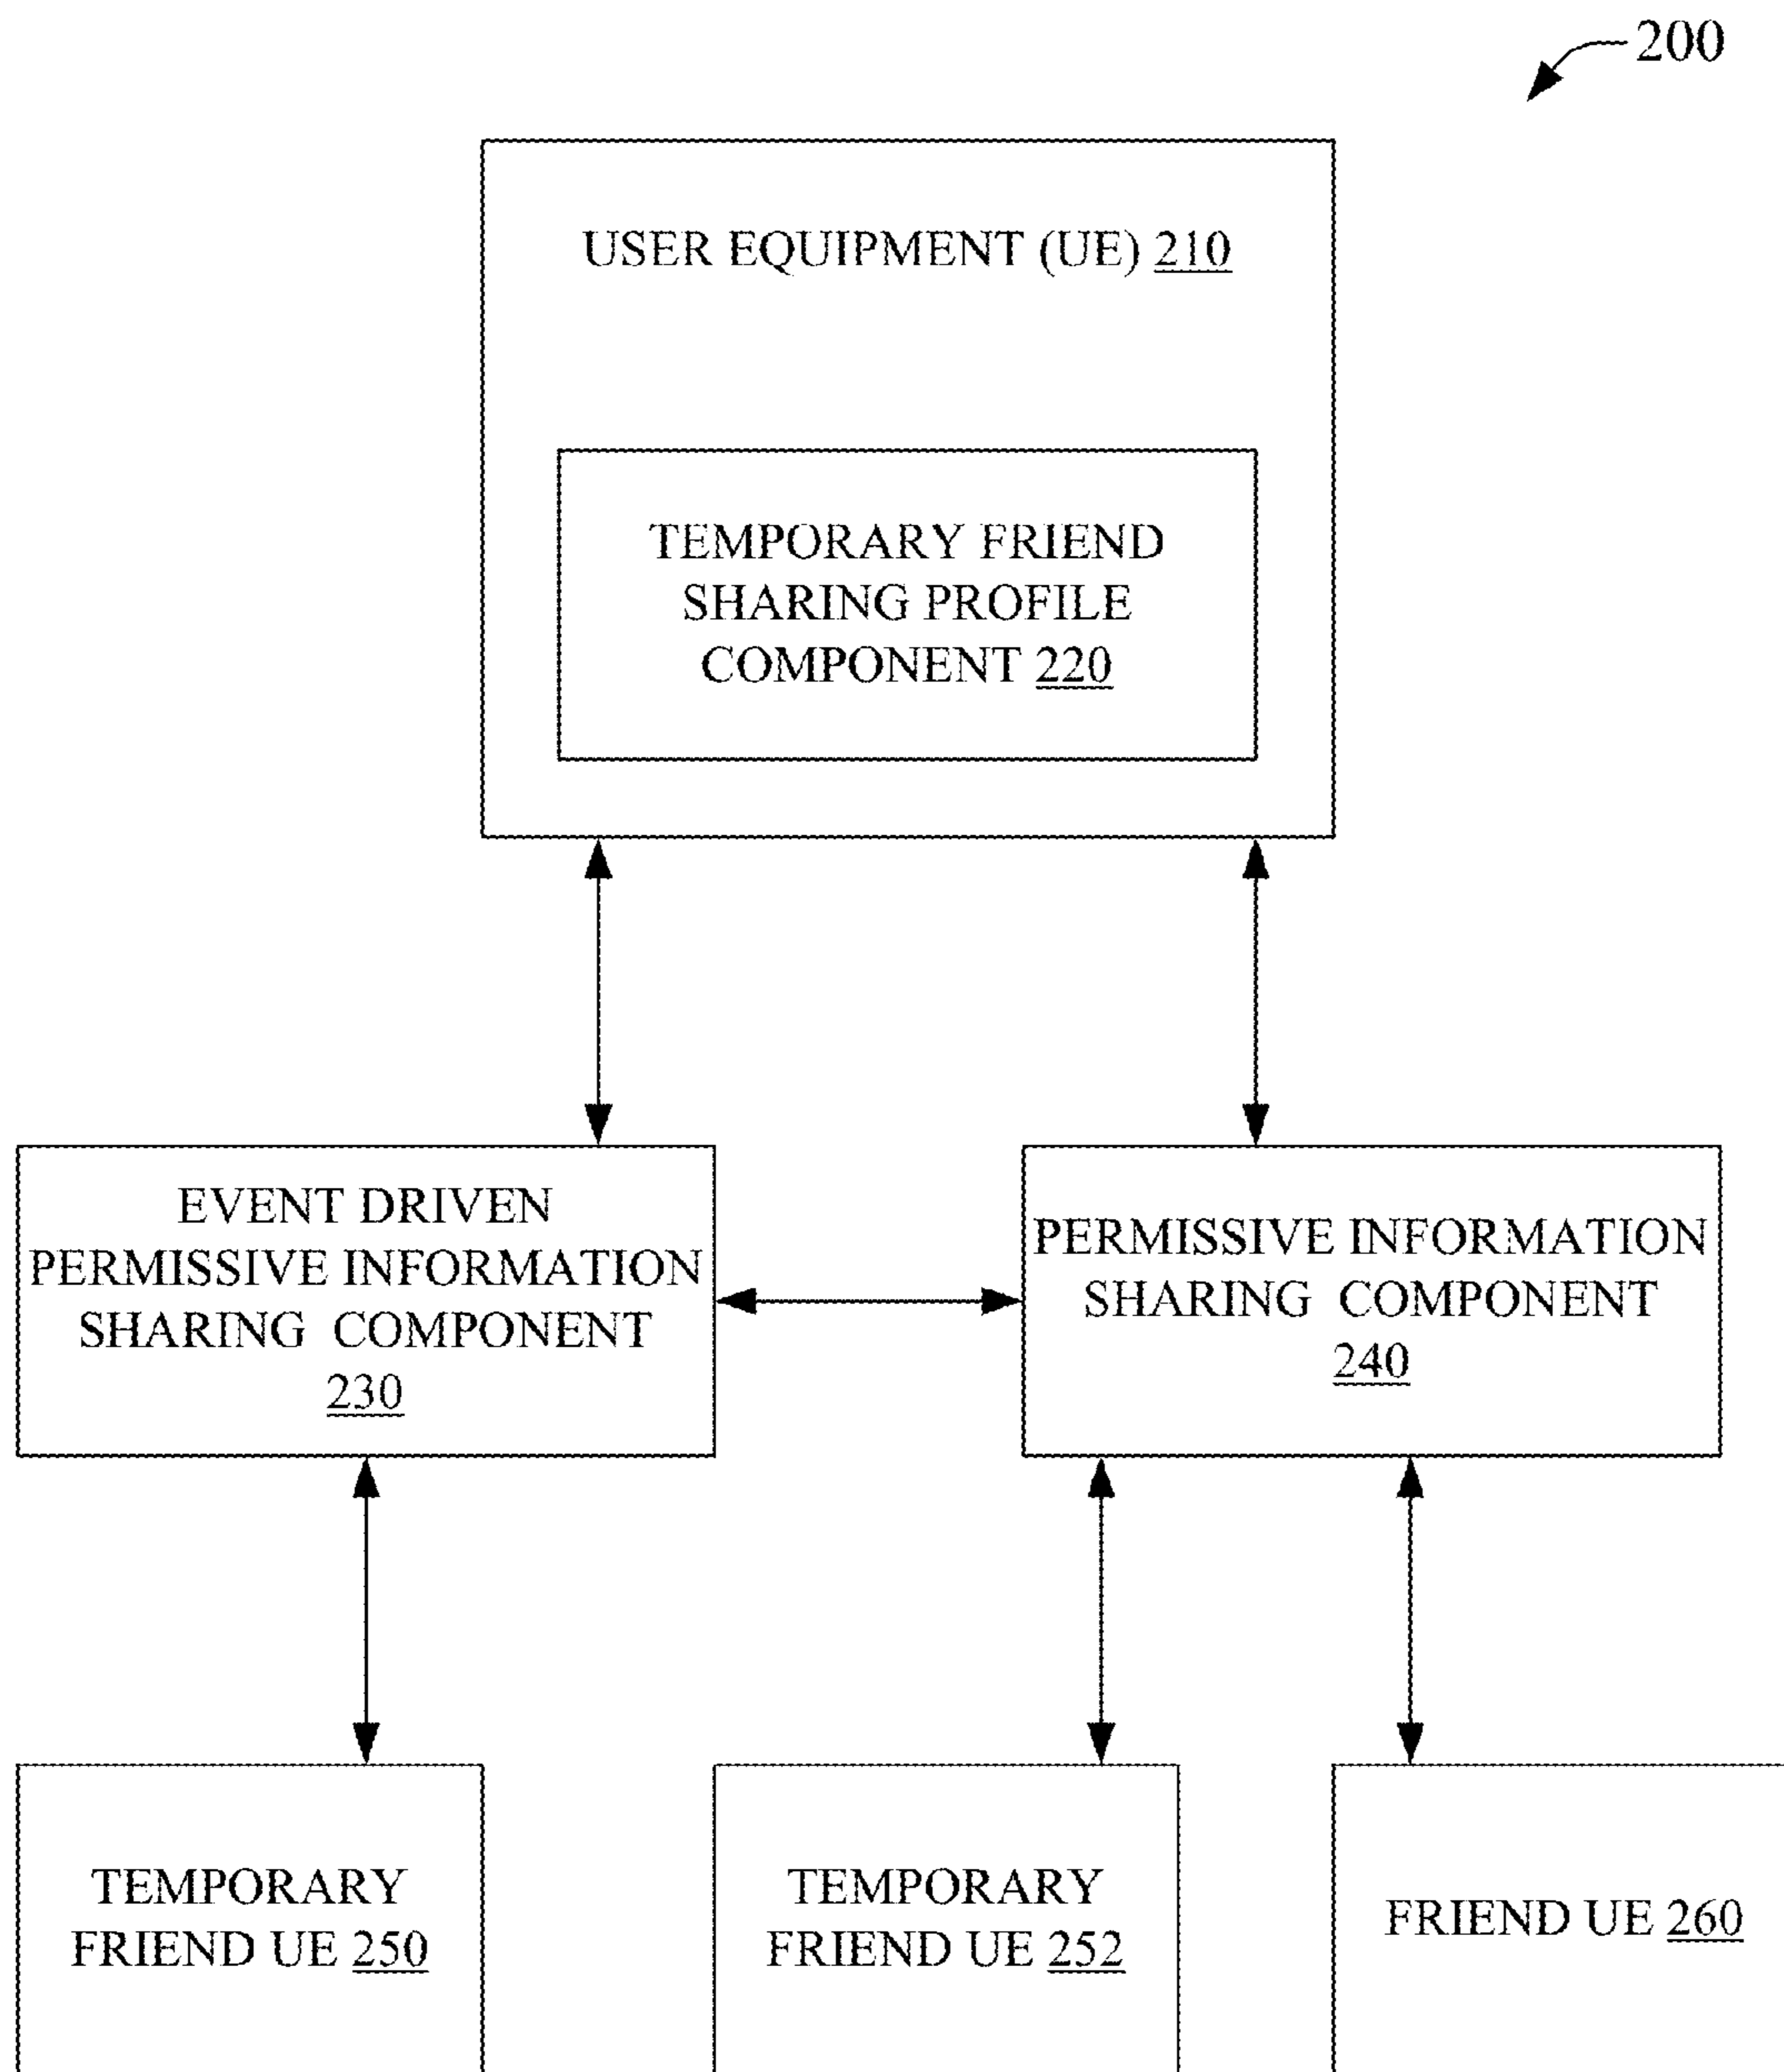 200
USER EQUIPMENT (UE) 210
TEMPORARY FRIEND
SHARING PROFILE
COMPONENT 220
EVENT DRIVEN
PERMISSIVE INFORMATION
SHARING COMPONENT
230
PERMISSIVE INFORMATION
SHARING COMPONENT
240
TEMPORARY
FRIEND UE 250
TEMPORARY
FRIEND UE 252
FRIEND UE 260